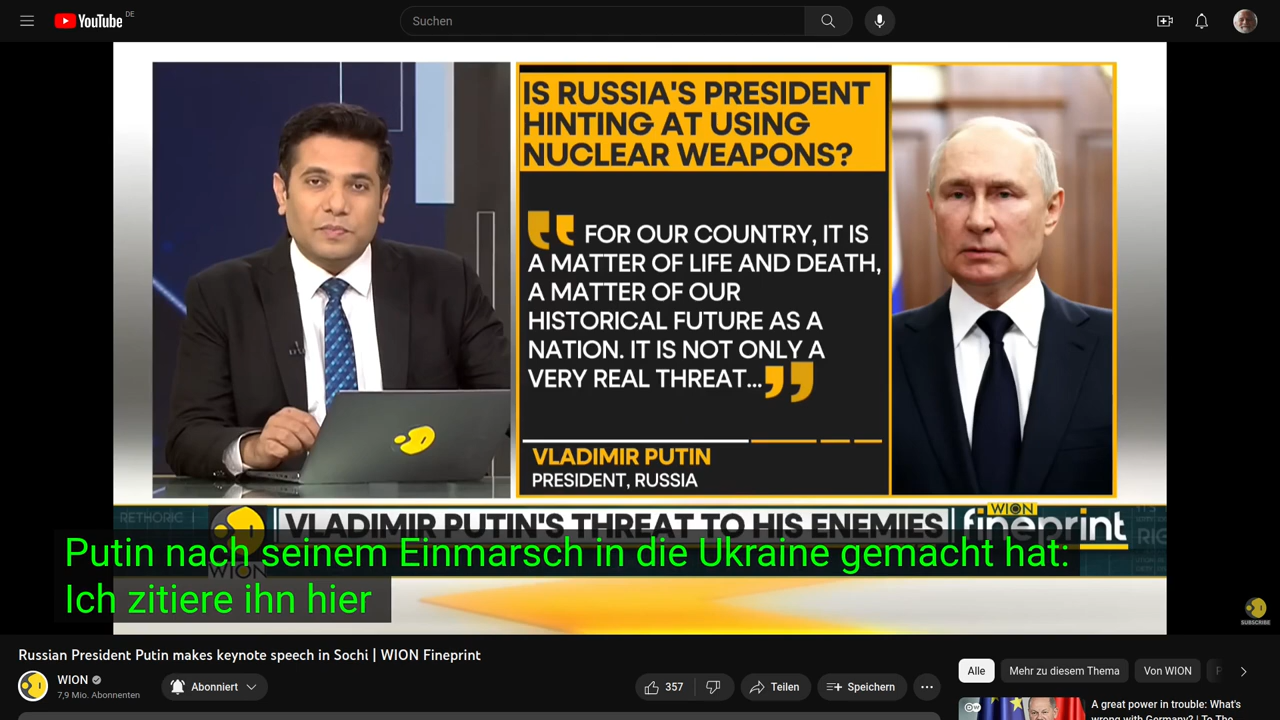 YouTube DE
Suchen
IS RUSSIA'S PRESIDENT
HINTING AT USING
NUCLEAR WEAPONS?
FOR OUR COUNTRY, IT IS
A MATTER OF LIFE AND DEATH,
A MATTER OF OUR
HISTORICAL FUTURE AS A
NATION. IT IS NOT ONLY A
VERY REAL THREAT...
VLADIMIR PUTIN
PRESIDENT, RUSSIA
RETHORIC
VLADIMIR PUTIN'S THREAT TO HIS ENEMIES
WION
fineprint
WION
Putin nach seinem Einmarsch in die Ukraine gemacht hat:
Ich zitiere ihn hier
SUBSCRIBE
Russian President Putin makes keynote speech in Sochi | WION Fineprint
WION
7,9 Mio. Abonnenten
Abonniert
357
Teilen
Speichern
Alle
Mehr zu diesem Thema
Von WION
DW
A great power in trouble: What's
wrong with Germany? | To The